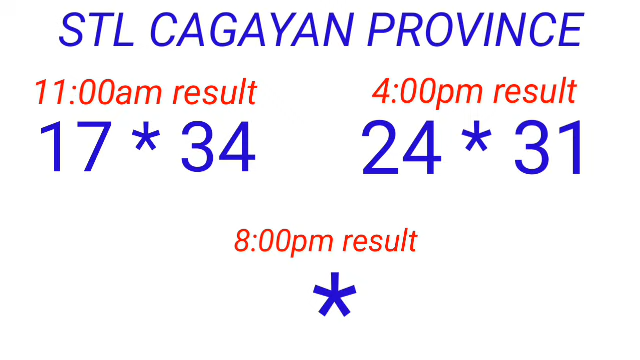 STL CAGAYAN PROVINCE
11:00am result 4:00pm result
17 * 34 24 * 31
8:00pm result
*